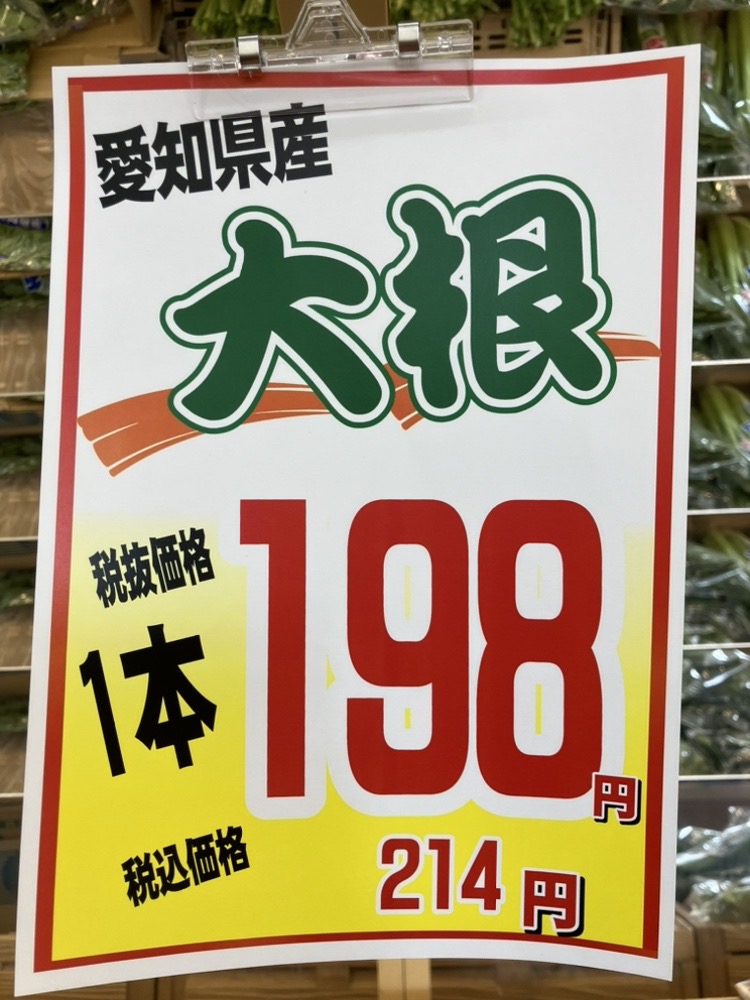 愛知県産
大根
税抜価格
1本 198円
税込価格 214円